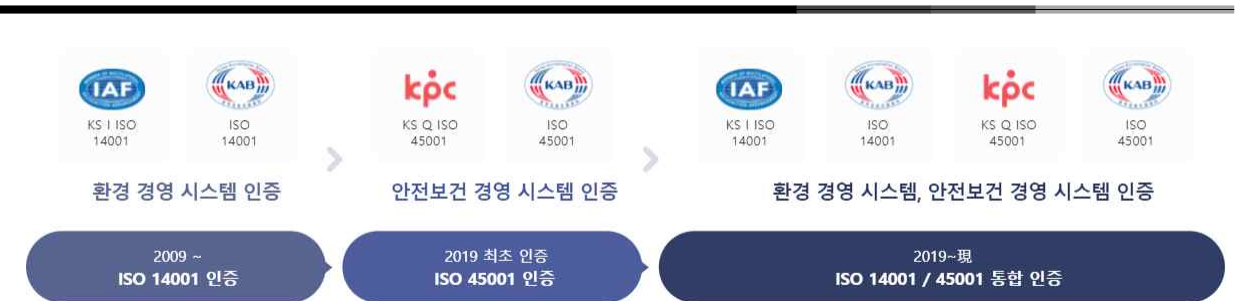 IAF
KAB
kpc
KAB
IAF
KAB
kpc
KAB
KS I ISO
14001
ISO
14001
KS Q ISO
45001
ISO
45001
KS I ISO
14001
ISO
14001
KS Q ISO
45001
ISO
45001
환경 경영 시스템 인증
안전보건 경영 시스템 인증
환경 경영 시스템, 안전보건 경영 시스템 인증
2009 ~
ISO 14001 인증
2019 최초 인증
ISO 45001 인증
2019~現
ISO 14001 / 45001 통합 인증